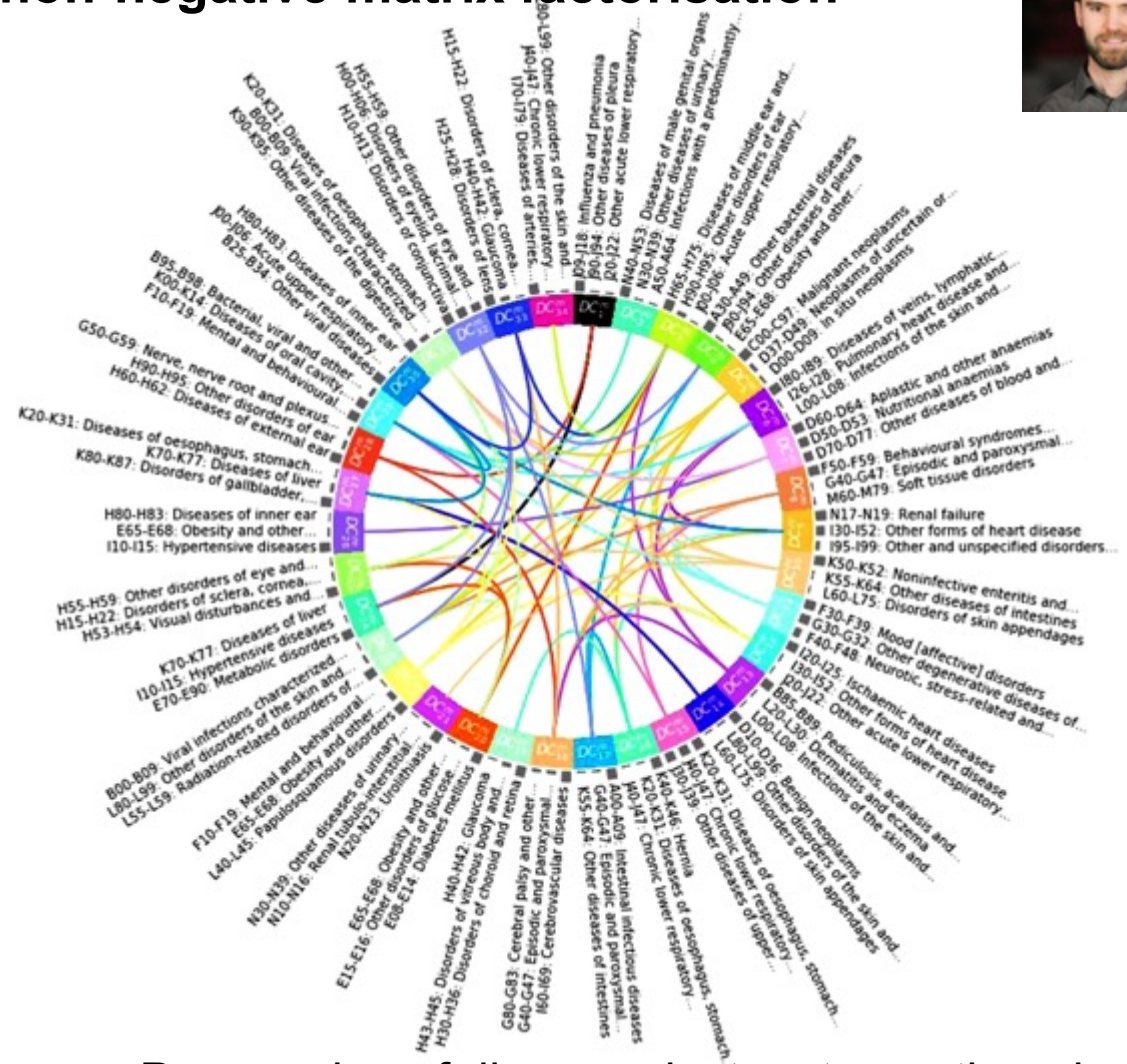 non-negative matrix factorisation
J09-J18: Influenza and pneumonia
J90-J94: Other diseases of pleura
J20-J22: Other acute lower respiratory...
N40-N53: Diseases of male genital organs
N30-N39: Other diseases of urinary...
A50-A64: Infections with a predominantly...
H65-H75: Diseases of middle ear and...
H90-H95: Other disorders of ear
J00-J06: Acute upper respiratory...
A30-A49: Other bacterial diseases
J90-J94: Other diseases of pleura
E65-E68: Obesity and other...
C00-C97: Malignant neoplasms
D37-D49: Neoplasms of uncertain of...
D00-D09: In situ neoplasms
I80-I89: Diseases of veins, lymphatic...
I26-I28: Pulmonary heart disease and...
L00-L08: Infections of the skin and...
D60-D64: Aplastic and other anaemias
D50-D53: Nutritional anaemias
D70-D77: Other diseases of blood and...
F50-F59: Behavioural syndromes...
G40-G47: Episodic and paroxysmal...
M60-M79: Soft tissue disorders
N17-N19: Renal failure
I30-I52: Other forms of heart disease
I95-I99: Other and unspecified disorders...
K50-K52: Noninfective enteritis and...
K55-K64: Other diseases of intestines
L60-L75: Disorders of skin appendages
F30-F39: Mood [affective] disorders
G30-G32: Other degenerative diseases of...
F40-F48: Neurotic, stress-related and...
I20-I25: Ischaemic heart diseases
I30-I52: Other forms of heart disease
J20-J22: Other acute lower respiratory...
B85-B89: Pediculosis, acariasis and...
L20-L30: Dermatitis and eczema
L00-L08: Infections of the skin and...
D10-D36: Benign neoplasms
L80-L99: Other disorders of the skin and...
L60-L75: Disorders of skin appendages
K20-K31: Diseases of oesophagus, stomach...
J40-J47: Chronic lower respiratory...
J30-J39: Other diseases of upper...
K40-K46: Hernia
K20-K31: Diseases of oesophagus, stomach...
J40-J47: Chronic lower respiratory...
A00-A09: Intestinal infectious diseases
G40-G47: Episodic and paroxysmal...
K55-K64: Other diseases of intestines
I60-I69: Cerebrovascular diseases
G40-G47: Episodic and paroxysmal...
G80-G83: Cerebral palsy and other...
H30-H36: Disorders of choroid and retina
H43-H45: Disorders of vitreous body and...
H40-H42: Glaucoma
E08-E14: Diabetes mellitus
E15-E16: Other disorders of glucose...
E65-E68: Obesity and other...
N20-N23: Urolithiasis
N10-N16: Renal tubulo-interstitial...
N30-N39: Other diseases of urinary...
L40-L45: Papulosquamous disorders
E65-E68: Obesity and other...
F10-F19: Mental and behavioural...
L55-L59: Radiation-related disorders of...
L80-L99: Other disorders of the skin and...
B00-B09: Viral infections characterized...
E70-E90: Metabolic disorders
I10-I15: Hypertensive diseases
K70-K77: Diseases of liver
H53-H54: Visual disturbances and...
H15-H22: Disorders of sclera, cornea,...
H55-H59: Other disorders of eye and...
I10-I15: Hypertensive diseases
E65-E68: Obesity and other...
H80-H83: Diseases of inner ear
K80-K87: Disorders of gallbladder,...
K70-K77: Diseases of liver
K20-K31: Diseases of oesophagus, stomach...
H60-H62: Diseases of external ear
H90-H95: Other disorders of ear
G50-G59: Nerve, nerve root and plexus...
F10-F19: Mental and behavioural...
K00-K14: Diseases of oral cavity,...
B95-B98: Bacterial, viral and other...
B25-B34: Other viral diseases
J00-J06: Acute upper respiratory...
H80-H83: Diseases of inner ear
K90-K95: Other diseases of the digestive...
B00-B09: Viral infections characterized...
K20-K31: Diseases of oesophagus, stomach...
H10-H13: Disorders of conjunctiva
H00-H06: Disorders of eyelid, lachrimal...
H55-H59: Other disorders of eye and...
H25-H28: Disorders of lens
H40-H42: Glaucoma
H15-H22: Disorders of sclera, cornea,...
I70-I79: Diseases of arteries,...
J40-J47: Chronic lower respiratory...
L80-L99: Other disorders of the skin and...